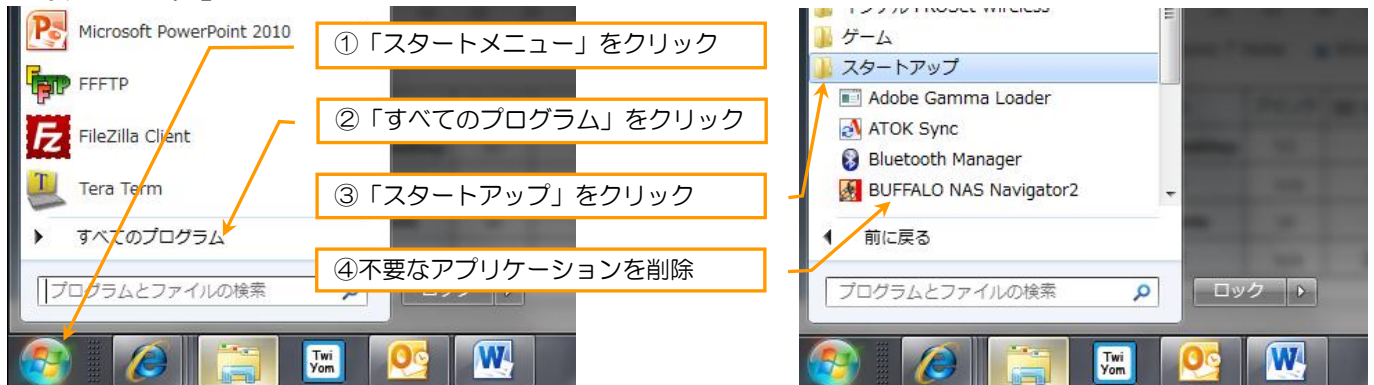 Microsoft PowerPoint 2010
FFFTP
FileZilla Client
Tera Term
すべてのプログラム
プログラムとファイルの検索
①「スタートメニュー」をクリック
②「すべてのプログラム」をクリック
③「スタートアップ」をクリック
④不要なアプリケーションを削除
Twi
Yom
ゲーム
スタートアップ
Adobe Gamma Loader
ATOK Sync
Bluetooth Manager
BUFFALO NAS Navigator2
前に戻る
プログラムとファイルの検索
ロック
Twi
Yom